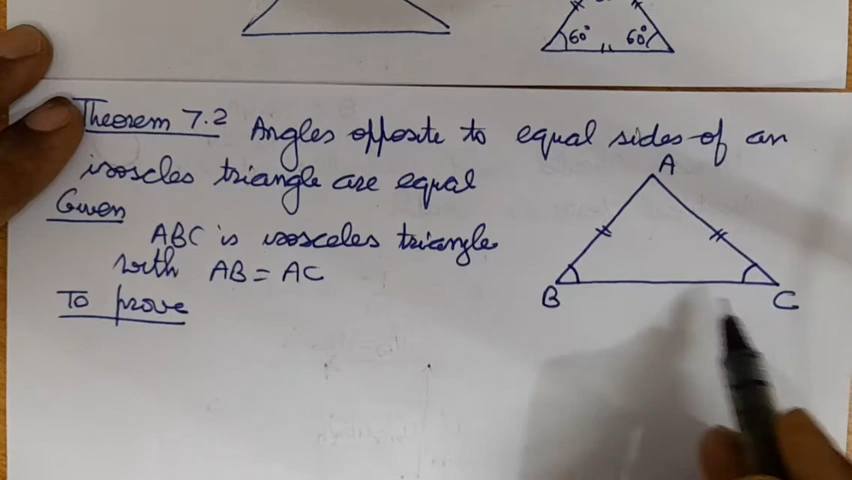 60° 60°
Theorem 7.2 Angles opposite to equal sides of an
isosceles triangle are equal
Given
ABC is isosceles triangle
with AB = AC
To prove
A
B
C